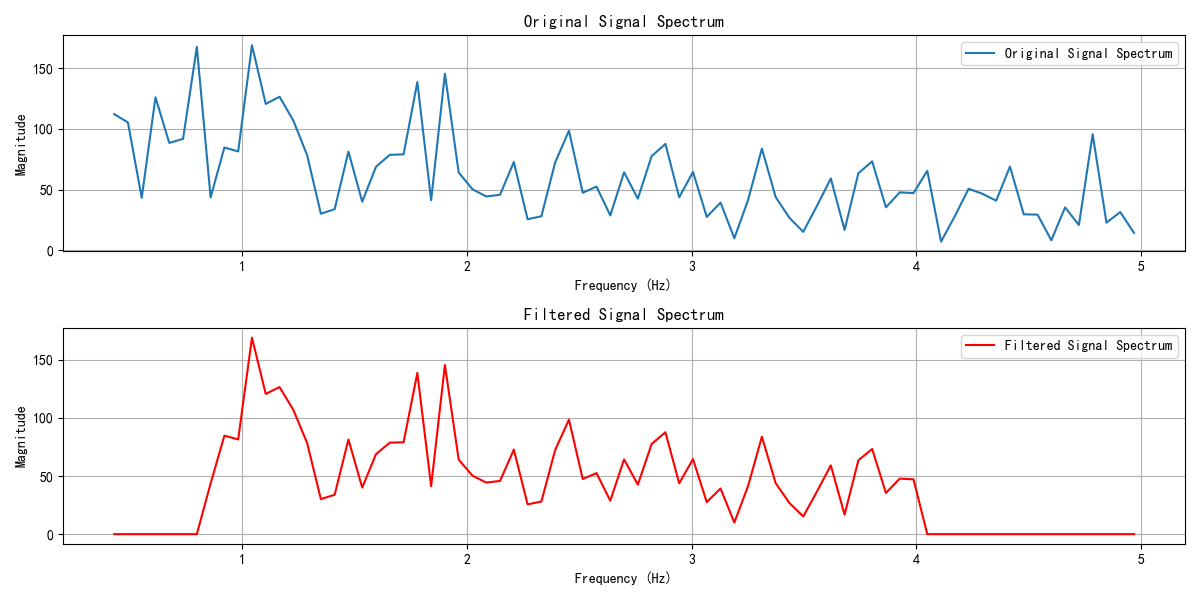 Original Signal Spectrum
Original Signal Spectrum
150
100
50
0
Magnitude
1 2 3 4 5
Frequency (Hz)
Filtered Signal Spectrum
Filtered Signal Spectrum
150
100
50
0
Magnitude
1 2 3 4 5
Frequency (Hz)